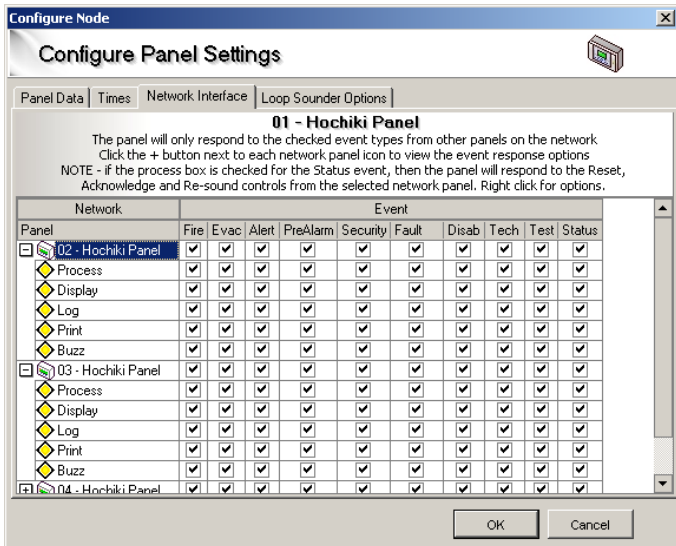 Configure Node
Configure Panel Settings
Panel Data Times Network Interface Loop Sounder Options
01 - Hochiki Panel
The panel will only respond to the checked event types from other panels on the network
Click the + button next to each network panel icon to view the event response options
NOTE - if the process box is checked for the Status event, then the panel will respond to the Reset,
Acknowledge and Re-sound controls from the selected network panel. Right click for options.
Network Event
Panel Fire Evac Alert PreAlarm Security Fault Disab Tech Test Status
02 - Hochiki Panel
Process
Display
Log
Print
Buzz
03 - Hochiki Panel
Process
Display
Log
Print
Buzz
04 - Hochiki Panel
OK Cancel